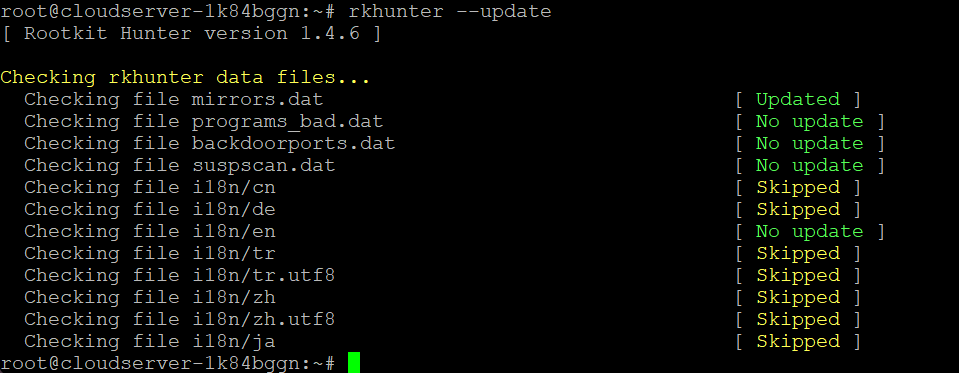 root@cloudserver-1k84bggn:~# rkhunter --update
[ Rootkit Hunter version 1.4.6 ]
Checking rkhunter data files...
Checking file mirrors.dat [ Updated ]
Checking file programs_bad.dat [ No update ]
Checking file backdoorports.dat [ No update ]
Checking file suspscan.dat [ No update ]
Checking file i18n/cn [ Skipped ]
Checking file i18n/de [ Skipped ]
Checking file i18n/en [ No update ]
Checking file i18n/tr [ Skipped ]
Checking file i18n/tr.utf8 [ Skipped ]
Checking file i18n/zh [ Skipped ]
Checking file i18n/zh.utf8 [ Skipped ]
Checking file i18n/ja [ Skipped ]
root@cloudserver-1k84bggn:~#